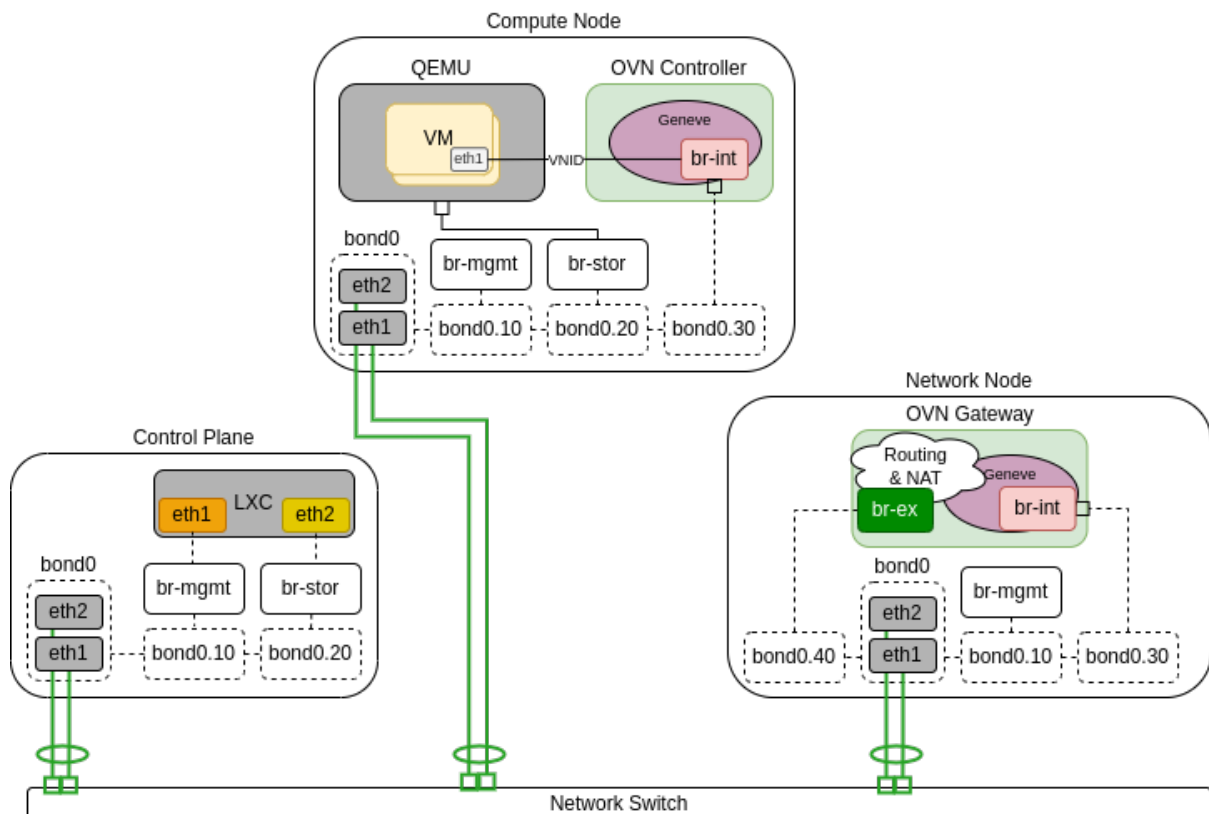 Compute Node
QEMU
OVN Controller
Geneve
VM
eth1
VNID
br-int
bond0
br-mgmt
br-stor
eth2
eth1
bond0.10
bond0.20
bond0.30
Control Plane
LXC
eth1
eth2
bond0
br-mgmt
br-stor
eth2
eth1
bond0.10
bond0.20
Network Node
OVN Gateway
Routing
& NAT
Geneve
br-ex
br-int
bond0
br-mgmt
eth2
eth1
bond0.40
bond0.10
bond0.30
Network Switch